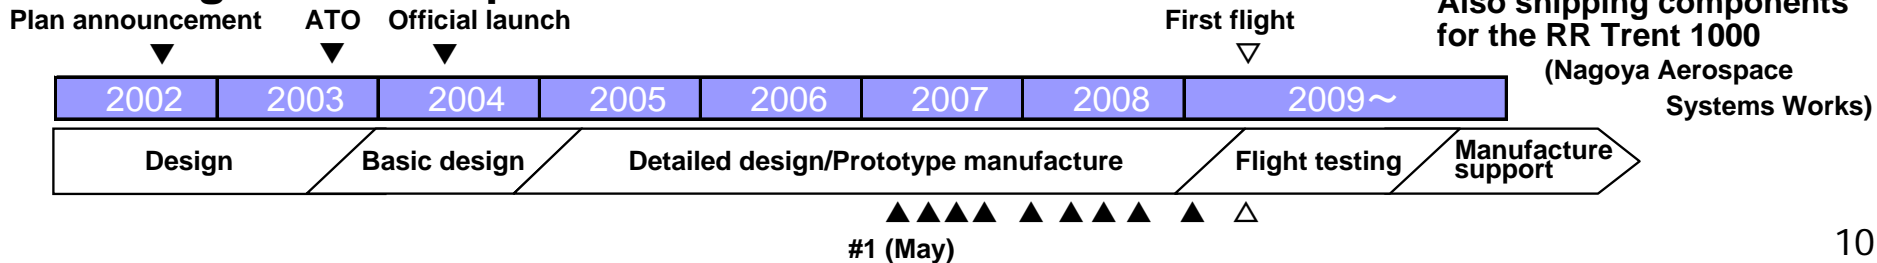 Also shipping components
for the RR Trent 1000
(Nagoya Aerospace
Systems Works)
Plan announcement ATO Official launch First flight
2002 2003 2004 2005 2006 2007 2008 2009～
Design Basic design Detailed design/Prototype manufacture Flight testing Manufacture support
#1 (May)
10